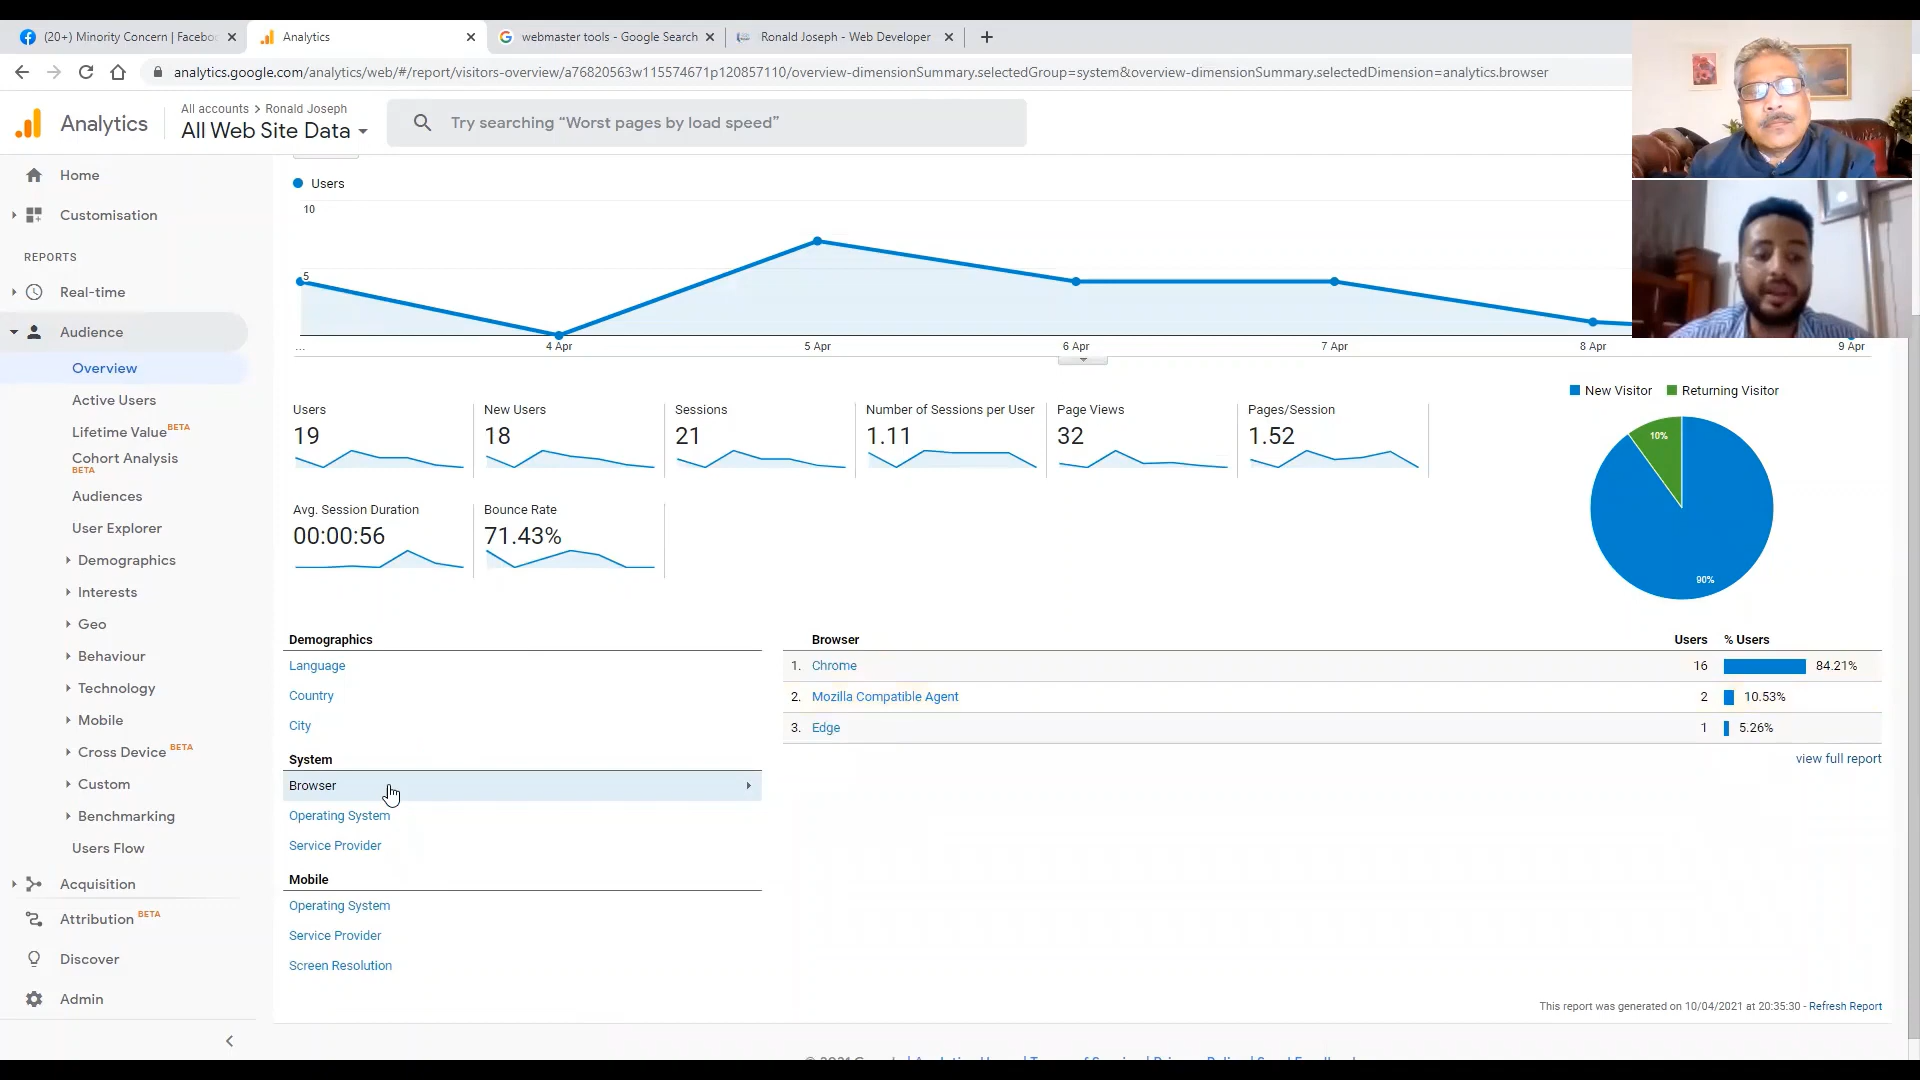 (20+) Minority Concern | Facebo
Analytics
webmaster tools - Google Search
Ronald Joseph - Web Developer
analytics.google.com/analytics/web/#/report/visitors-overview/a76820563w115574671p120857110/overview-dimensionSummary.selectedGroup=system&overview-dimensionSummary.selectedDimension=analytics.browser
Analytics
All accounts > Ronald Joseph
All Web Site Data
Try searching “Worst pages by load speed”
Home
Customisation
REPORTS
Real-time
Audience
Overview
Active Users
Lifetime Value BETA
Cohort Analysis
BETA
Audiences
User Explorer
Demographics
Interests
Geo
Behaviour
Technology
Mobile
Cross Device BETA
Custom
Benchmarking
Users Flow
Acquisition
Attribution BETA
Discover
Admin
Users
10
5
...
4 Apr
5 Apr
6 Apr
7 Apr
8 Apr
9 Apr
Users
19
New Users
18
Sessions
21
Number of Sessions per User
1.11
Page Views
32
Pages/Session
1.52
Avg. Session Duration
00:00:56
Bounce Rate
71.43%
New Visitor
Returning Visitor
10%
90%
Demographics
Language
Country
City
System
Browser
Operating System
Service Provider
Mobile
Operating System
Service Provider
Screen Resolution
Browser Users % Users
1. Chrome 16 84.21%
2. Mozilla Compatible Agent 2 10.53%
3. Edge 1 5.26%
view full report
This report was generated on 10/04/2021 at 20:35:30 - Refresh Report